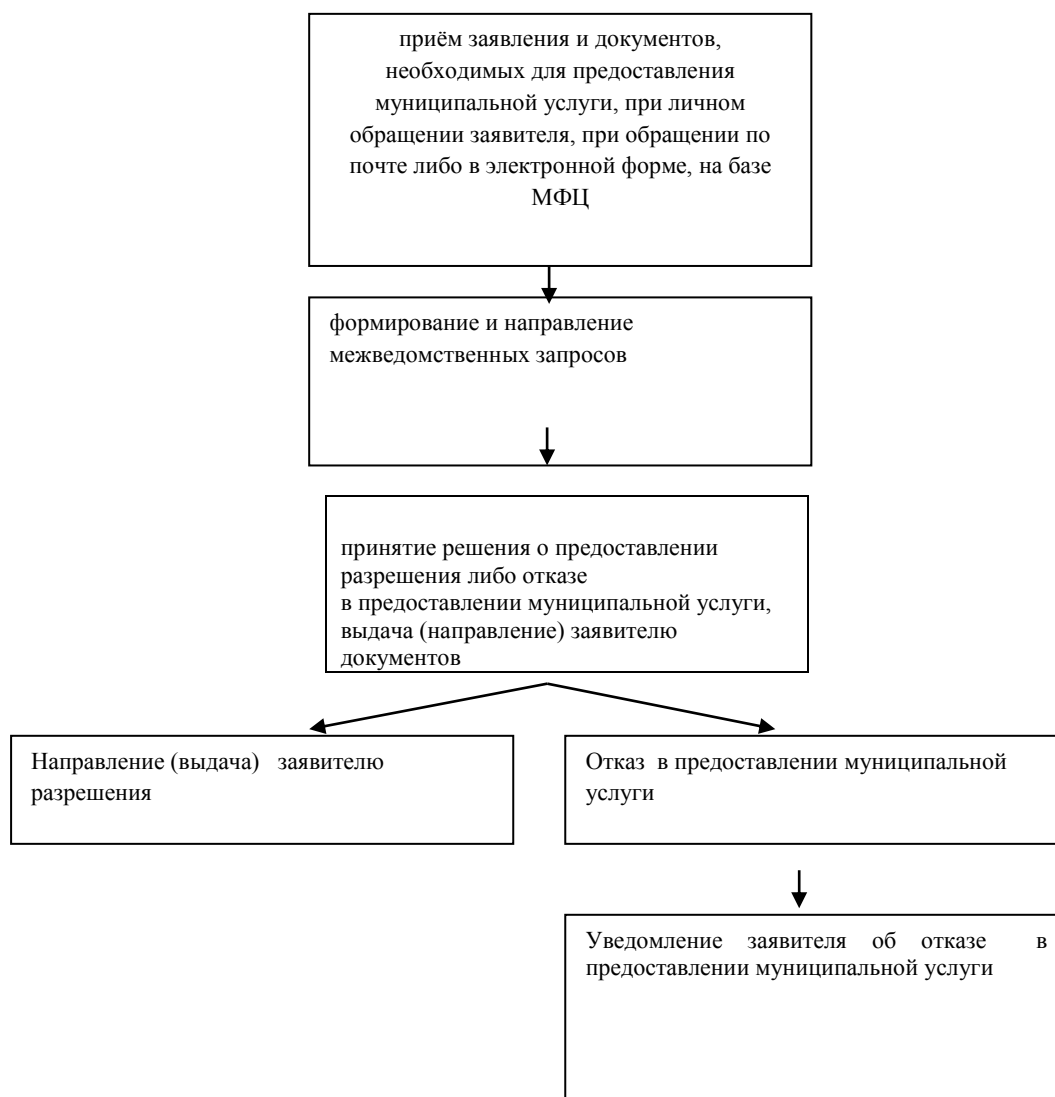 приём заявления и документов,
необходимых для предоставления
муниципальной услуги, при личном
обращении заявителя, при обращении по
почте либо в электронной форме, на базе
МФЦ
формирование и направление
межведомственных запросов
принятие решения о предоставлении
разрешения либо отказе
в предоставлении муниципальной услуги,
выдача (направление) заявителю
документов
Направление (выдача) заявителю
разрешения
Отказ в предоставлении муниципальной
услуги
Уведомление заявителя об отказе в
предоставлении муниципальной услуги